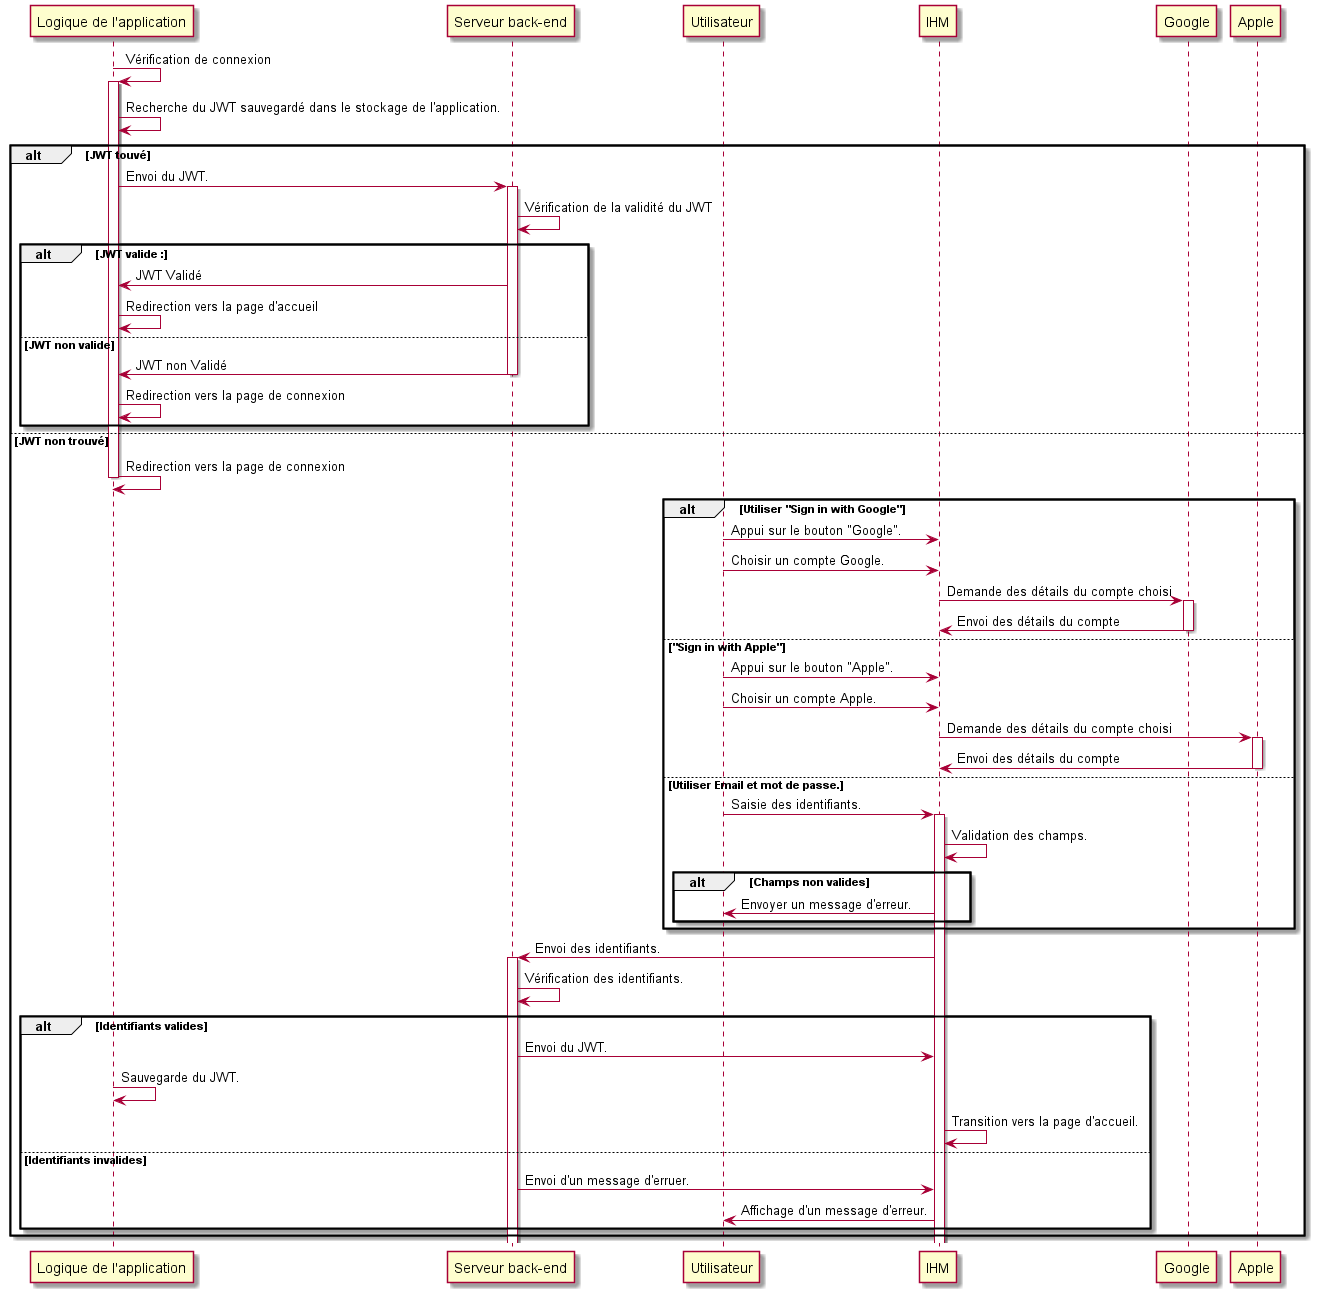 Logique de l'application
Serveur back-end
Utilisateur
IHM
Google
Apple
Vérification de connexion
Recherche du JWT sauvegardé dans le stockage de l'application.
alt
[JWT touvé]
Envoi du JWT.
Vérification de la validité du JWT
alt
[JWT valide :]
JWT Validé
Redirection vers la page d'accueil
[JWT non valide]
JWT non Validé
Redirection vers la page de connexion
[JWT non trouvé]
Redirection vers la page de connexion
alt
[Utiliser "Sign in with Google"]
Appui sur le bouton "Google".
Choisir un compte Google.
Demande des détails du compte choisi
Envoi des détails du compte
["Sign in with Apple"]
Appui sur le bouton "Apple".
Choisir un compte Apple.
Demande des détails du compte choisi
Envoi des détails du compte
[Utiliser Email et mot de passe.]
Saisie des identifiants.
Validation des champs.
alt
[Champs non valides]
Envoyer un message d'erreur.
Envoi des identifiants.
Vérification des identifiants.
alt
[Identifiants valides]
Envoi du JWT.
Sauvegarde du JWT.
Transition vers la page d'accueil.
[Identifiants invalides]
Envoi d'un message d'erruer.
Affichage d'un message d'erreur.
Logique de l'application
Serveur back-end
Utilisateur
IHM
Google
Apple